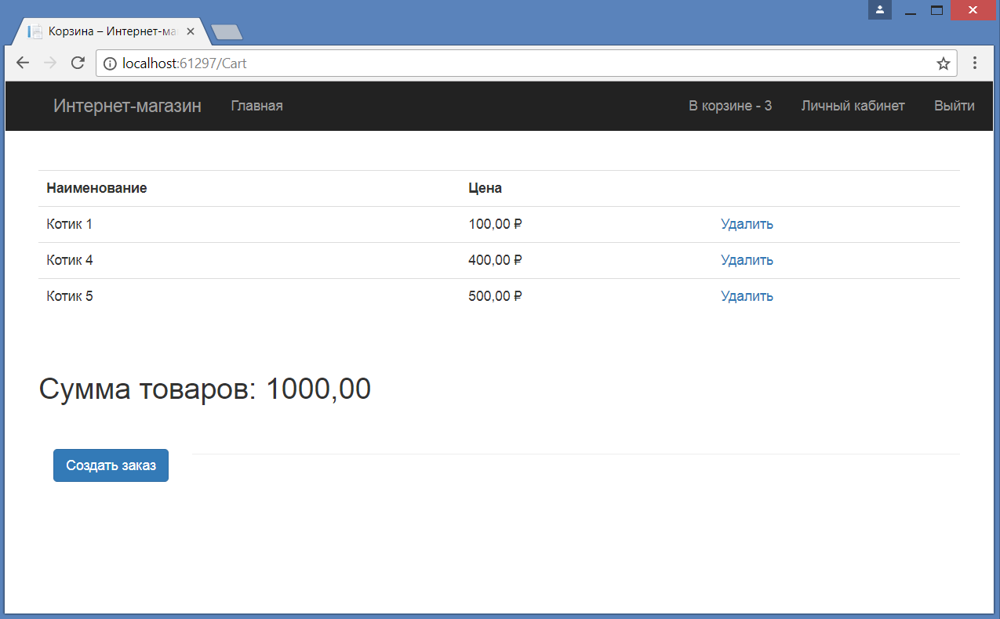 Корзина – Интернет-ма
localhost:61297/Cart
Интернет-магазин Главная В корзине - 3 Личный кабинет Выйти
Наименование Цена
Котик 1 100,00 ₽ Удалить
Котик 4 400,00 ₽ Удалить
Котик 5 500,00 ₽ Удалить
Сумма товаров: 1000,00
Создать заказ